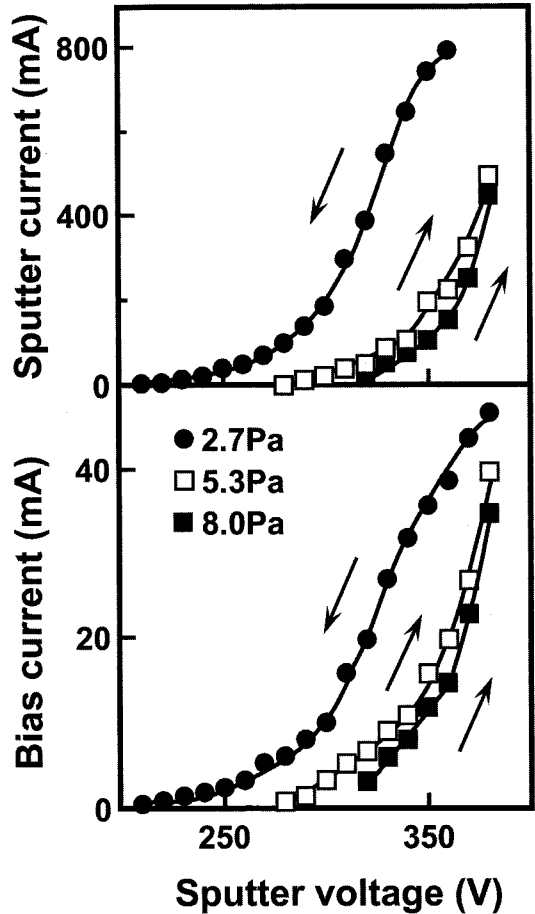 Sputter current (mA)
800
400
0
Bias current (mA)
40
20
0
2.7Pa
5.3Pa
8.0Pa
250
350
Sputter voltage (V)